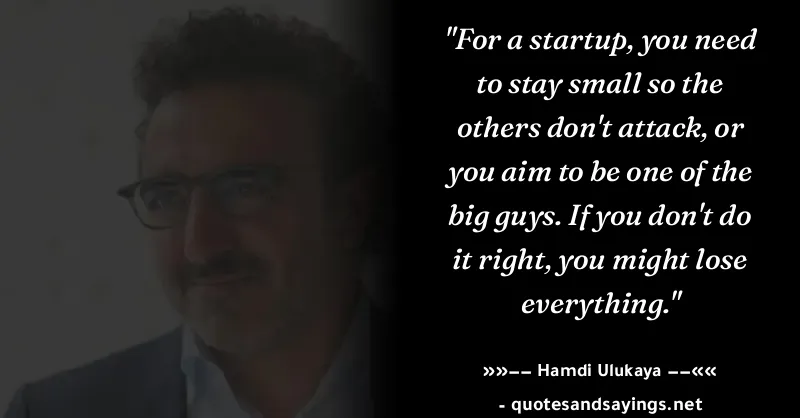 "For a startup, you need
to stay small so the
others don't attack, or
you aim to be one of the
big guys. If you don't do
it right, you might lose
everything."
»»−− Hamdi Ulukaya −−««
- quotesandsayings.net